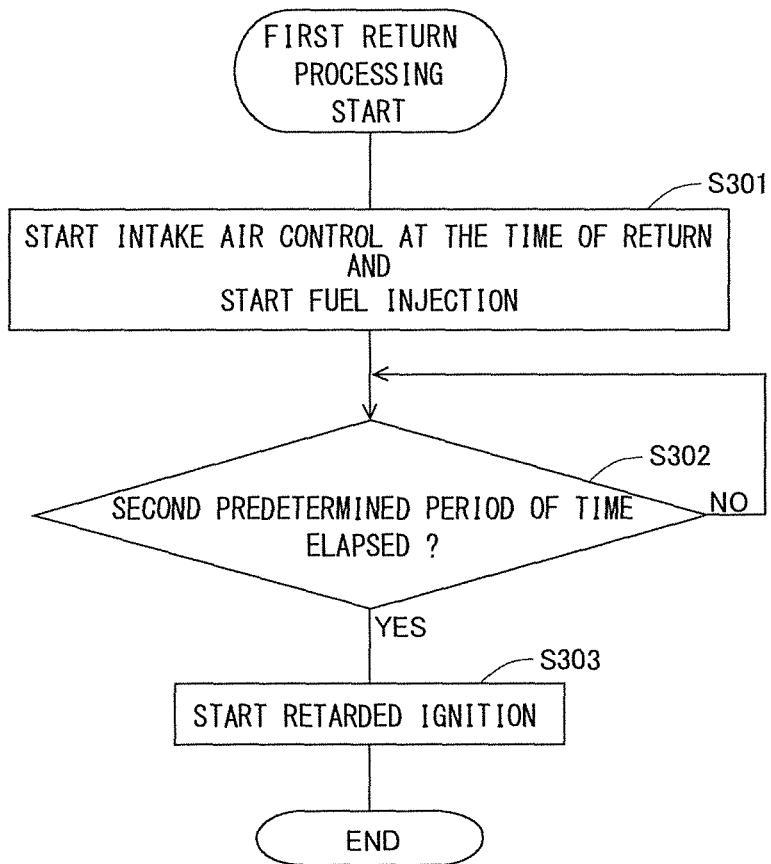 FIRST RETURN
PROCESSING
START
S301
START INTAKE AIR CONTROL AT THE TIME OF RETURN
AND
START FUEL INJECTION
S302
SECOND PREDETERMINED PERIOD OF TIME
ELAPSED ?
NO
YES
S303
START RETARDED IGNITION
END